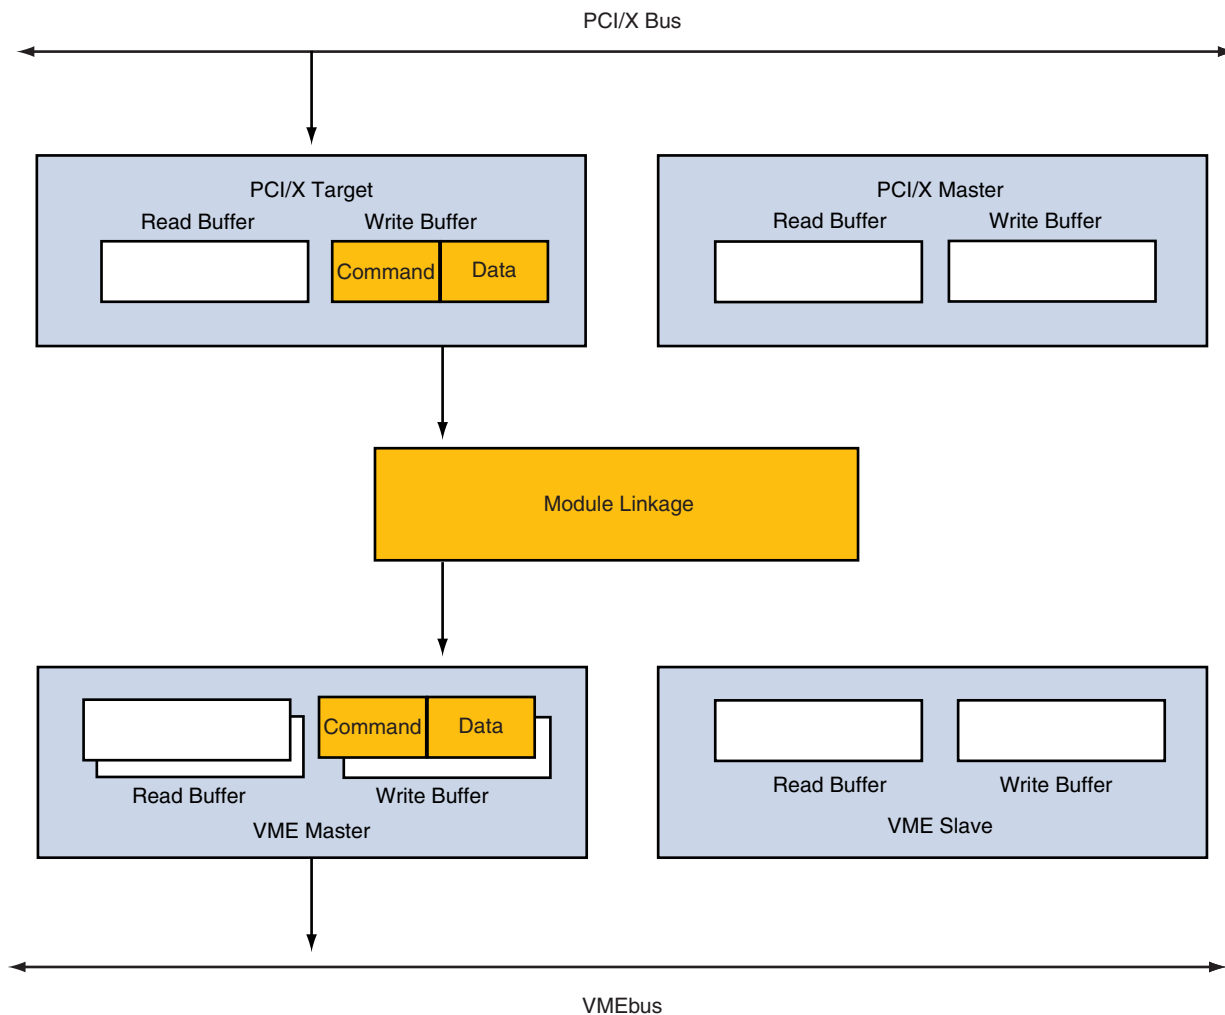 PCI/X Bus
PCI/X Target
Read Buffer
Write Buffer
Command
Data
PCI/X Master
Read Buffer
Write Buffer
Module Linkage
Command
Data
Read Buffer
Write Buffer
VME Master
Read Buffer
Write Buffer
VME Slave
VMEbus